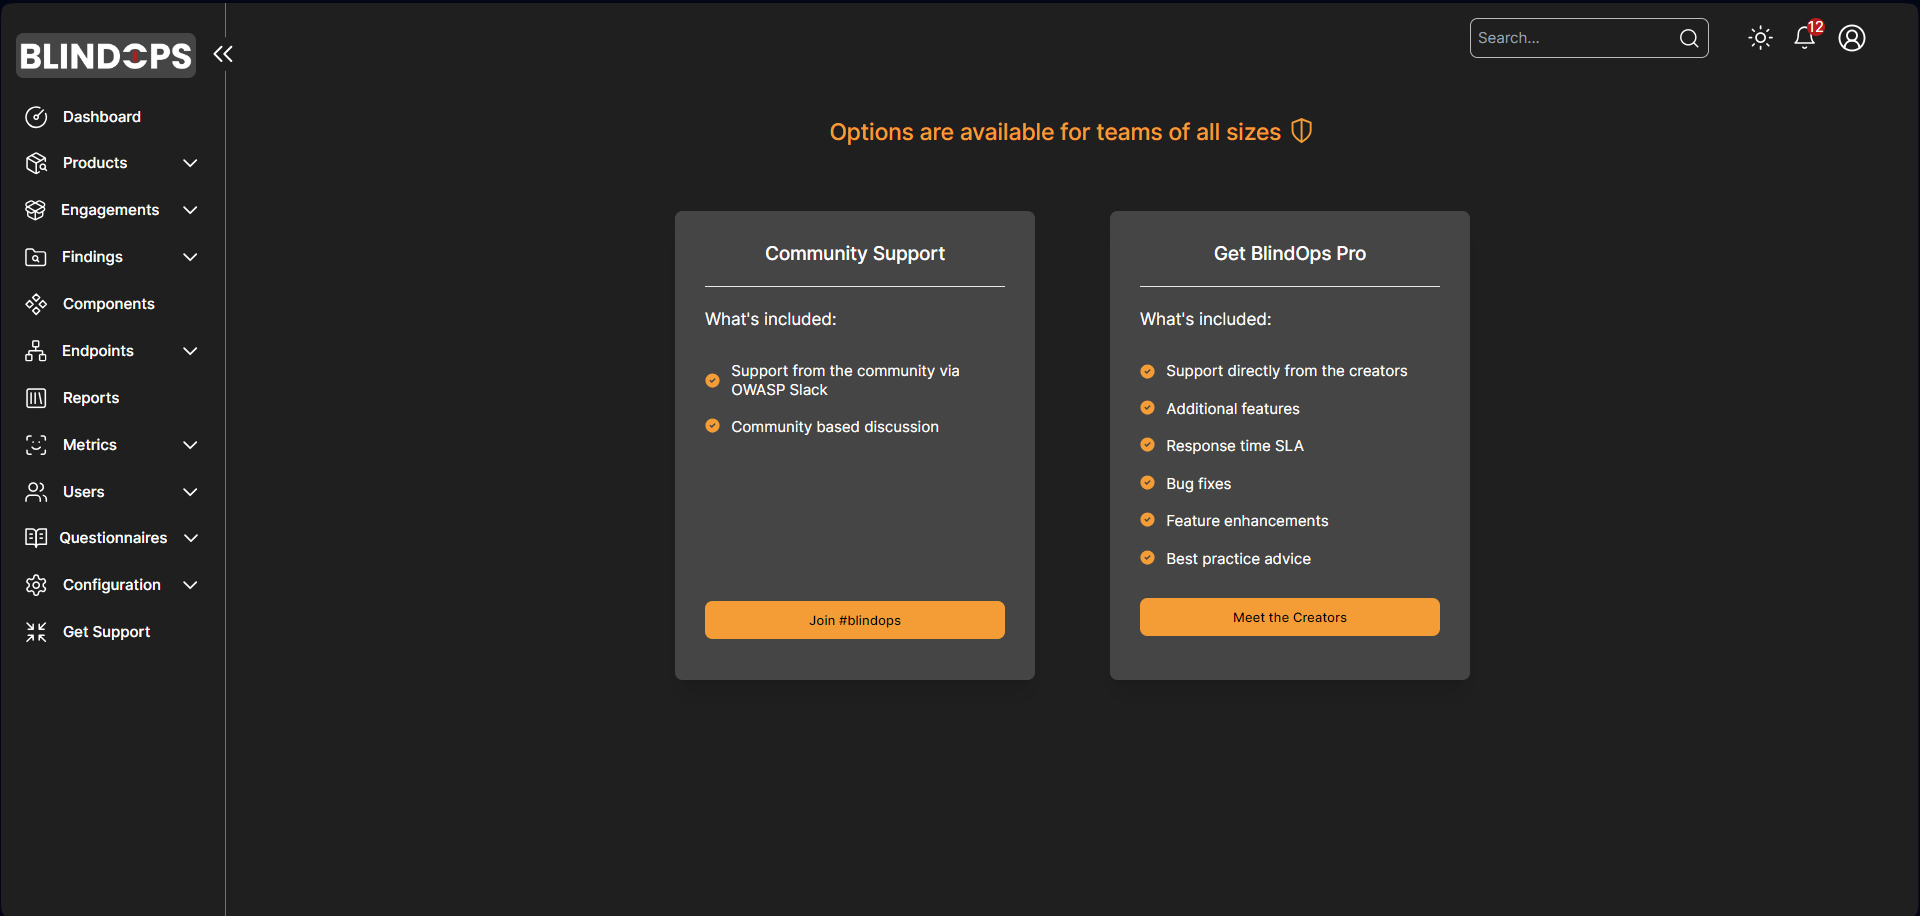 BLINDOPS
Search...
12
Dashboard
Products
Engagements
Findings
Components
Endpoints
Reports
Metrics
Users
Questionnaires
Configuration
Get Support
Options are available for teams of all sizes
Community Support
What's included:
Support from the community via
OWASP Slack
Community based discussion
Join #blindops
Get BlindOps Pro
What's included:
Support directly from the creators
Additional features
Response time SLA
Bug fixes
Feature enhancements
Best practice advice
Meet the Creators